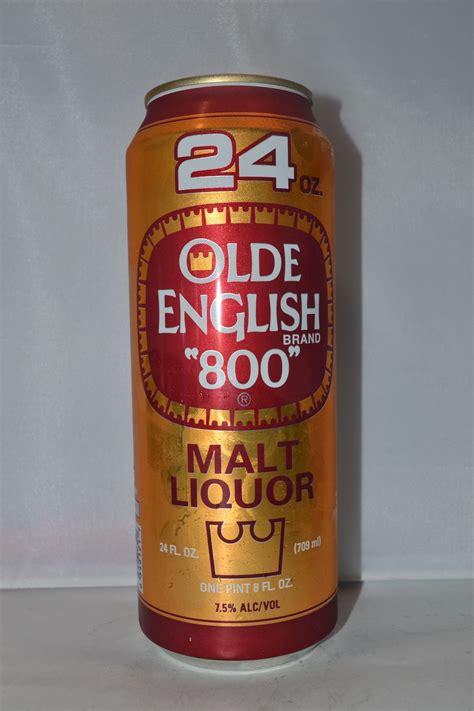 24 OZ.
OLDE
ENGLISH
BRAND
"800"
®
MALT
LIQUOR
24 FL. OZ. (709 ml)
ONE PINT 8 FL. OZ.
7.5% ALC/VOL